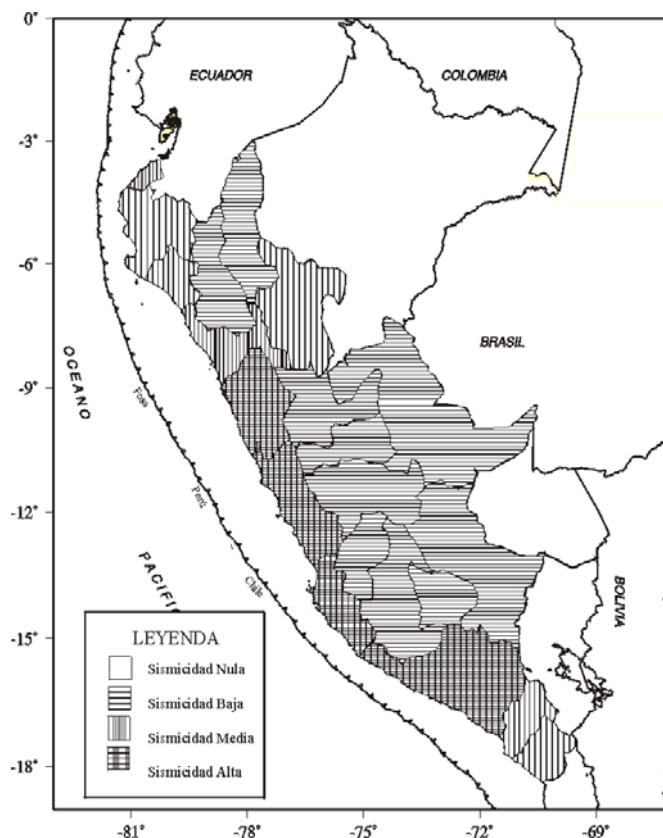 0°
ECUADOR
COLOMBIA
-3°
-6°
BRASIL
OCEANO
-9°
Fosa
Perú
-12°
PACIFIC
Chile
BOLIVIA
-15°
LEYENDA
Sismicidad Nula
Sismicidad Baja
Sismicidad Media
Sismicidad Alta
-18°
-81°
-78°
-75°
-72°
-69°